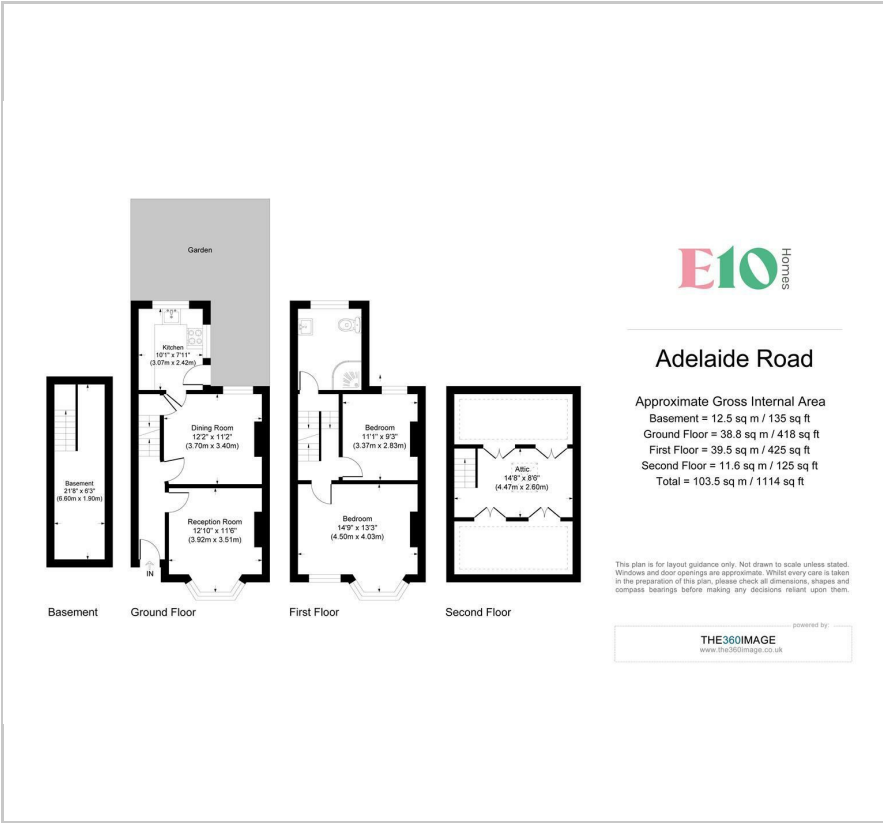 Garden
Kitchen
10'1" x 7'11"
(3.07m x 2.42m)
Dining Room
12'2" x 11'2"
(3.70m x 3.40m)
Basement
21'8" x 6'3"
(6.60m x 1.90m)
Reception Room
12'10" x 11'6"
(3.92m x 3.51m)
IN
Bedroom
11'1" x 9'3"
(3.37m x 2.83m)
Bedroom
14'9" x 13'3"
(4.50m x 4.03m)
Attic
14'8" x 8'6"
(4.47m x 2.60m)
Basement
Ground Floor
First Floor
Second Floor
E10 Homes
Adelaide Road
Approximate Gross Internal Area
Basement = 12.5 sq m / 135 sq ft
Ground Floor = 38.8 sq m / 418 sq ft
First Floor = 39.5 sq m / 425 sq ft
Second Floor = 11.6 sq m / 125 sq ft
Total = 103.5 sq m / 1114 sq ft
This plan is for layout guidance only. Not drawn to scale unless stated.
Windows and door openings are approximate. Whilst every care is taken
in the preparation of this plan, please check all dimensions, shapes and
compass bearings before making any decisions reliant upon them.
powered by:
THE360IMAGE
www.the360image.co.uk